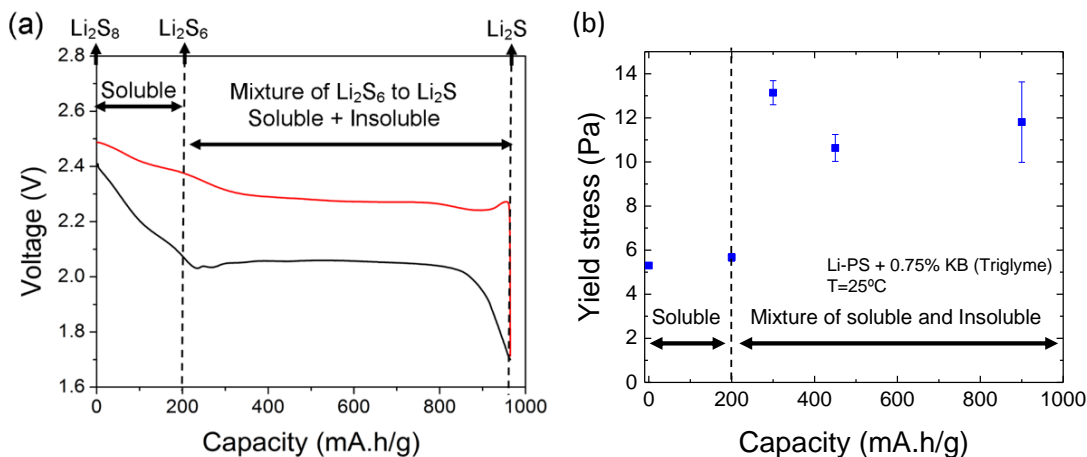 (a)
Li₂S₈ Li₂S₆ Li₂S
2.8
2.6
2.4
2.2
2.0
1.8
1.6
Voltage (V)
Soluble
Mixture of Li₂S₆ to Li₂S
Soluble + Insoluble
0 200 400 600 800 1000
Capacity (mA.h/g)
(b)
14
12
10
8
6
4
2
0
Yield stress (Pa)
Li-PS + 0.75% KB (Triglyme)
T=25ºC
Soluble
Mixture of soluble and Insoluble
0 200 400 600 800 1000
Capacity (mA.h/g)